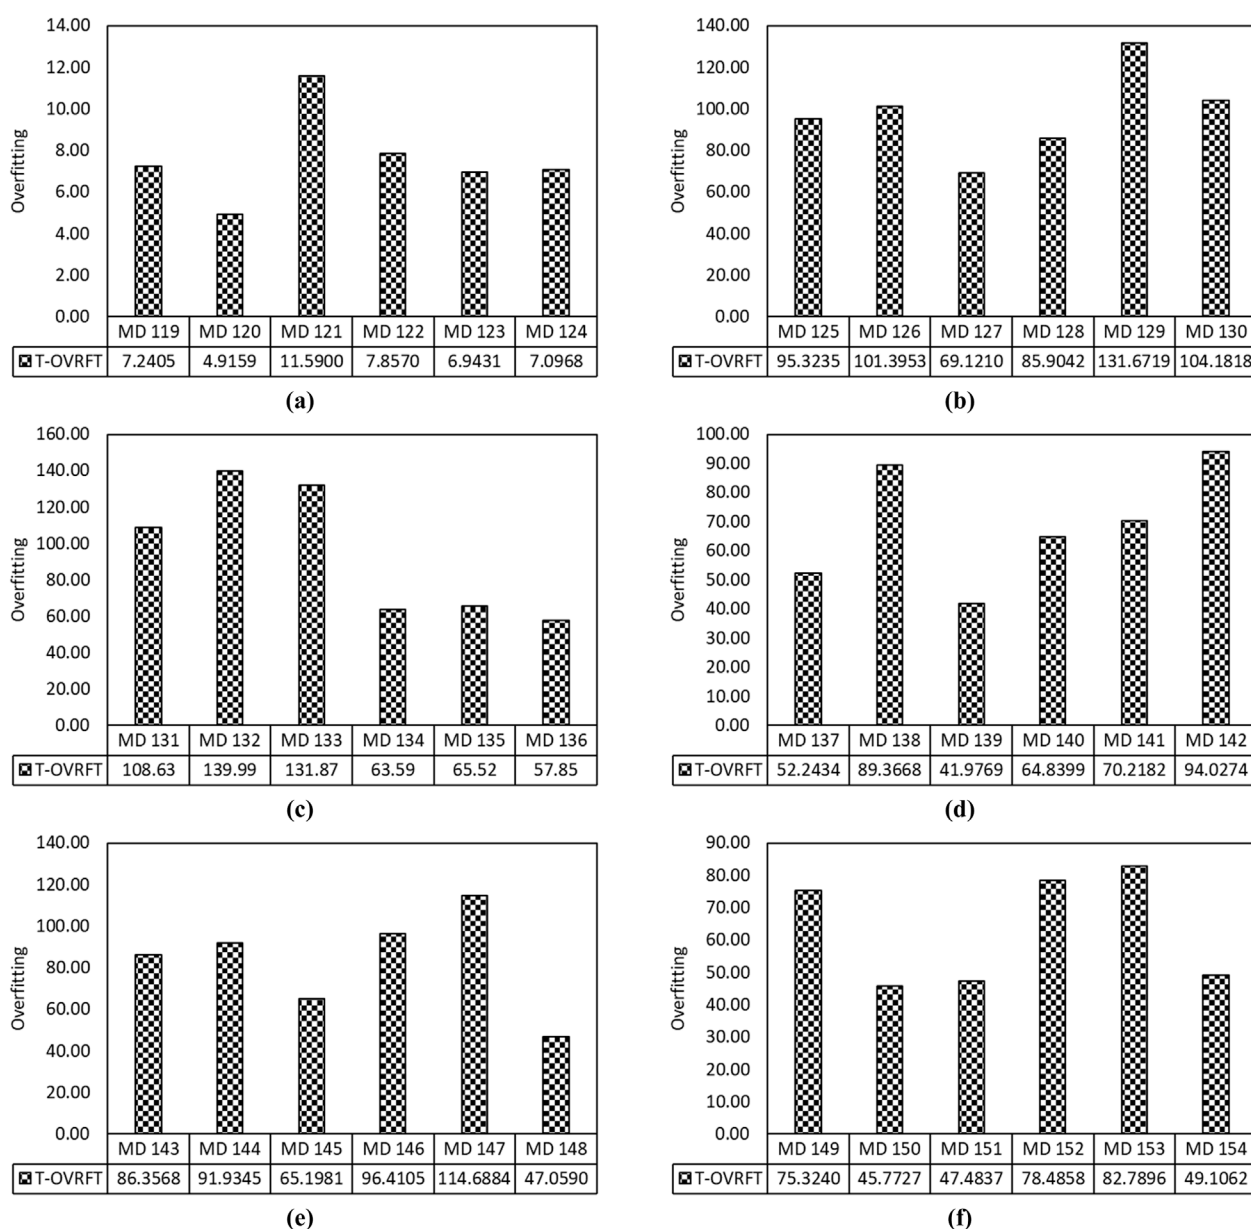 14.00
12.00
10.00
8.00
6.00
4.00
2.00
0.00
Overfitting
MD 119 MD 120 MD 121 MD 122 MD 123 MD 124
T-OVRFT 7.2405 4.9159 11.5900 7.8570 6.9431 7.0968
(a)
140.00
120.00
100.00
80.00
60.00
40.00
20.00
0.00
Overfitting
MD 125 MD 126 MD 127 MD 128 MD 129 MD 130
T-OVRFT 95.3235 101.3953 69.1210 85.9042 131.6719 104.1818
(b)
160.00
140.00
120.00
100.00
80.00
60.00
40.00
20.00
0.00
Overfitting
MD 131 MD 132 MD 133 MD 134 MD 135 MD 136
T-OVRFT 108.63 139.99 131.87 63.59 65.52 57.85
(c)
100.00
90.00
80.00
70.00
60.00
50.00
40.00
30.00
20.00
10.00
0.00
Overfitting
MD 137 MD 138 MD 139 MD 140 MD 141 MD 142
T-OVRFT 52.2434 89.3668 41.9769 64.8399 70.2182 94.0274
(d)
140.00
120.00
100.00
80.00
60.00
40.00
20.00
0.00
Overfitting
MD 143 MD 144 MD 145 MD 146 MD 147 MD 148
T-OVRFT 86.3568 91.9345 65.1981 96.4105 114.6884 47.0590
(e)
90.00
80.00
70.00
60.00
50.00
40.00
30.00
20.00
10.00
0.00
Overfitting
MD 149 MD 150 MD 151 MD 152 MD 153 MD 154
T-OVRFT 75.3240 45.7727 47.4837 78.4858 82.7896 49.1062
(f)